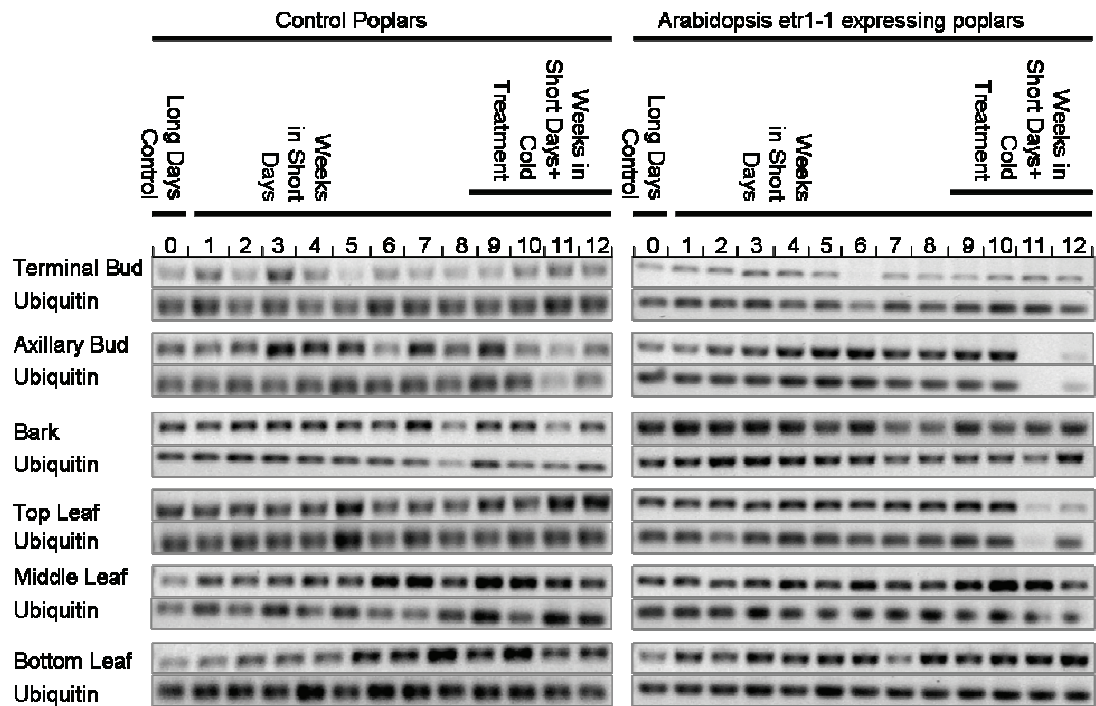 Control Poplars
Arabidopsis etr1-1 expressing poplars
Long Days
Control
Weeks
in Short
Days
Weeks in
Short Days+
Cold
Treatment
Long Days
Control
Weeks
in Short
Days
Weeks in
Short Days+
Cold
Treatment
0 1 2 3 4 5 6 7 8 9 10 11 12
0 1 2 3 4 5 6 7 8 9 10 11 12
Terminal Bud
Ubiquitin
Axillary Bud
Ubiquitin
Bark
Ubiquitin
Top Leaf
Ubiquitin
Middle Leaf
Ubiquitin
Bottom Leaf
Ubiquitin